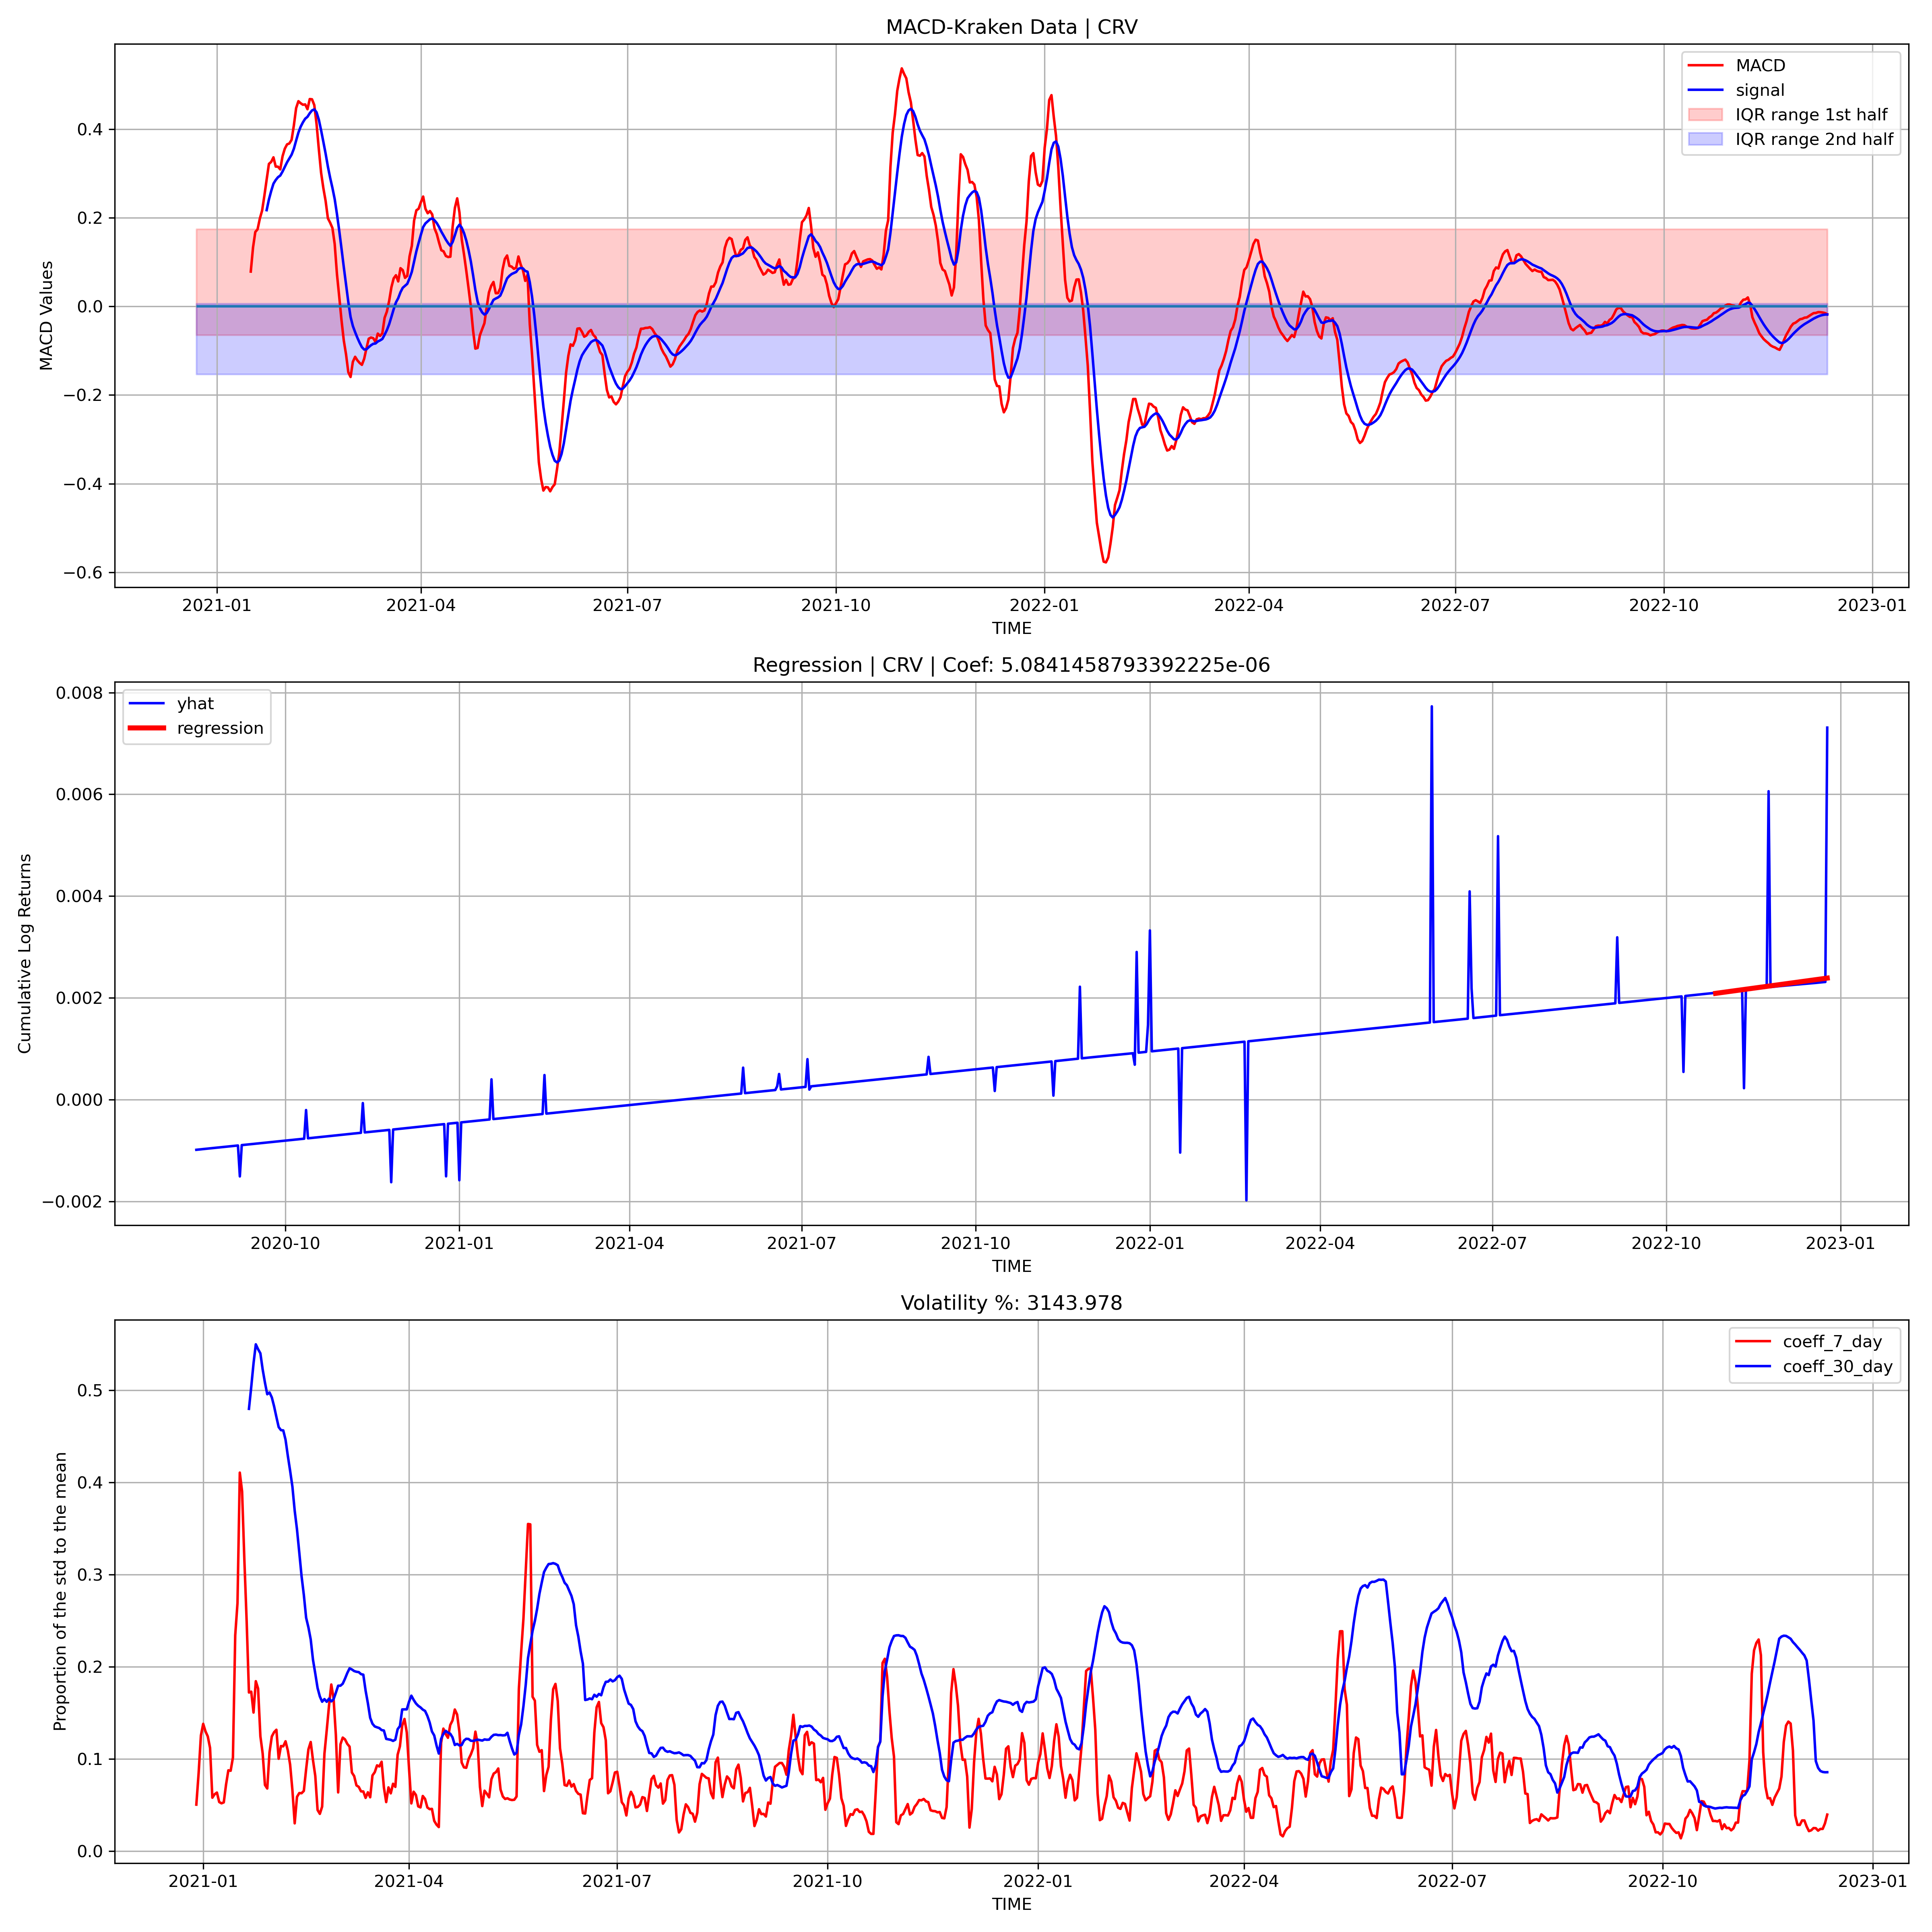 MACD-Kraken Data | CRV
MACD
signal
IQR range 1st half
IQR range 2nd half
MACD Values
0.4
0.2
0.0
−0.2
−0.4
−0.6
2021-01 2021-04 2021-07 2021-10 2022-01 2022-04 2022-07 2022-10 2023-01
TIME
Regression | CRV | Coef: 5.0841458793392225e-06
yhat
regression
Cumulative Log Returns
0.008
0.006
0.004
0.002
0.000
−0.002
2020-10 2021-01 2021-04 2021-07 2021-10 2022-01 2022-04 2022-07 2022-10 2023-01
TIME
Volatility %: 3143.978
coeff_7_day
coeff_30_day
Proportion of the std to the mean
0.5
0.4
0.3
0.2
0.1
0.0
2021-01 2021-04 2021-07 2021-10 2022-01 2022-04 2022-07 2022-10 2023-01
TIME